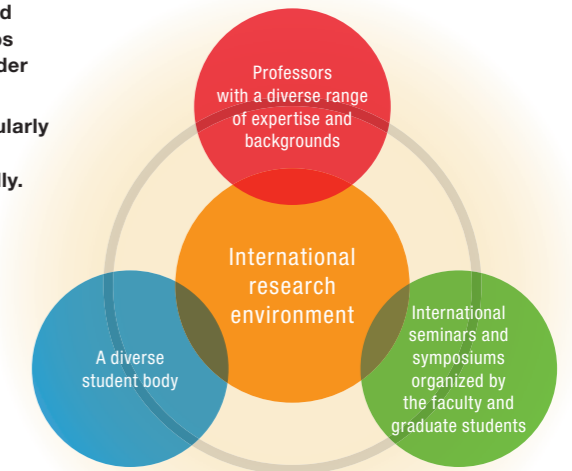 Professors
with a diverse range
of expertise and
backgrounds
International
research
environment
A diverse
student body
International
seminars and
symposiums
organized by
the faculty and
graduate students